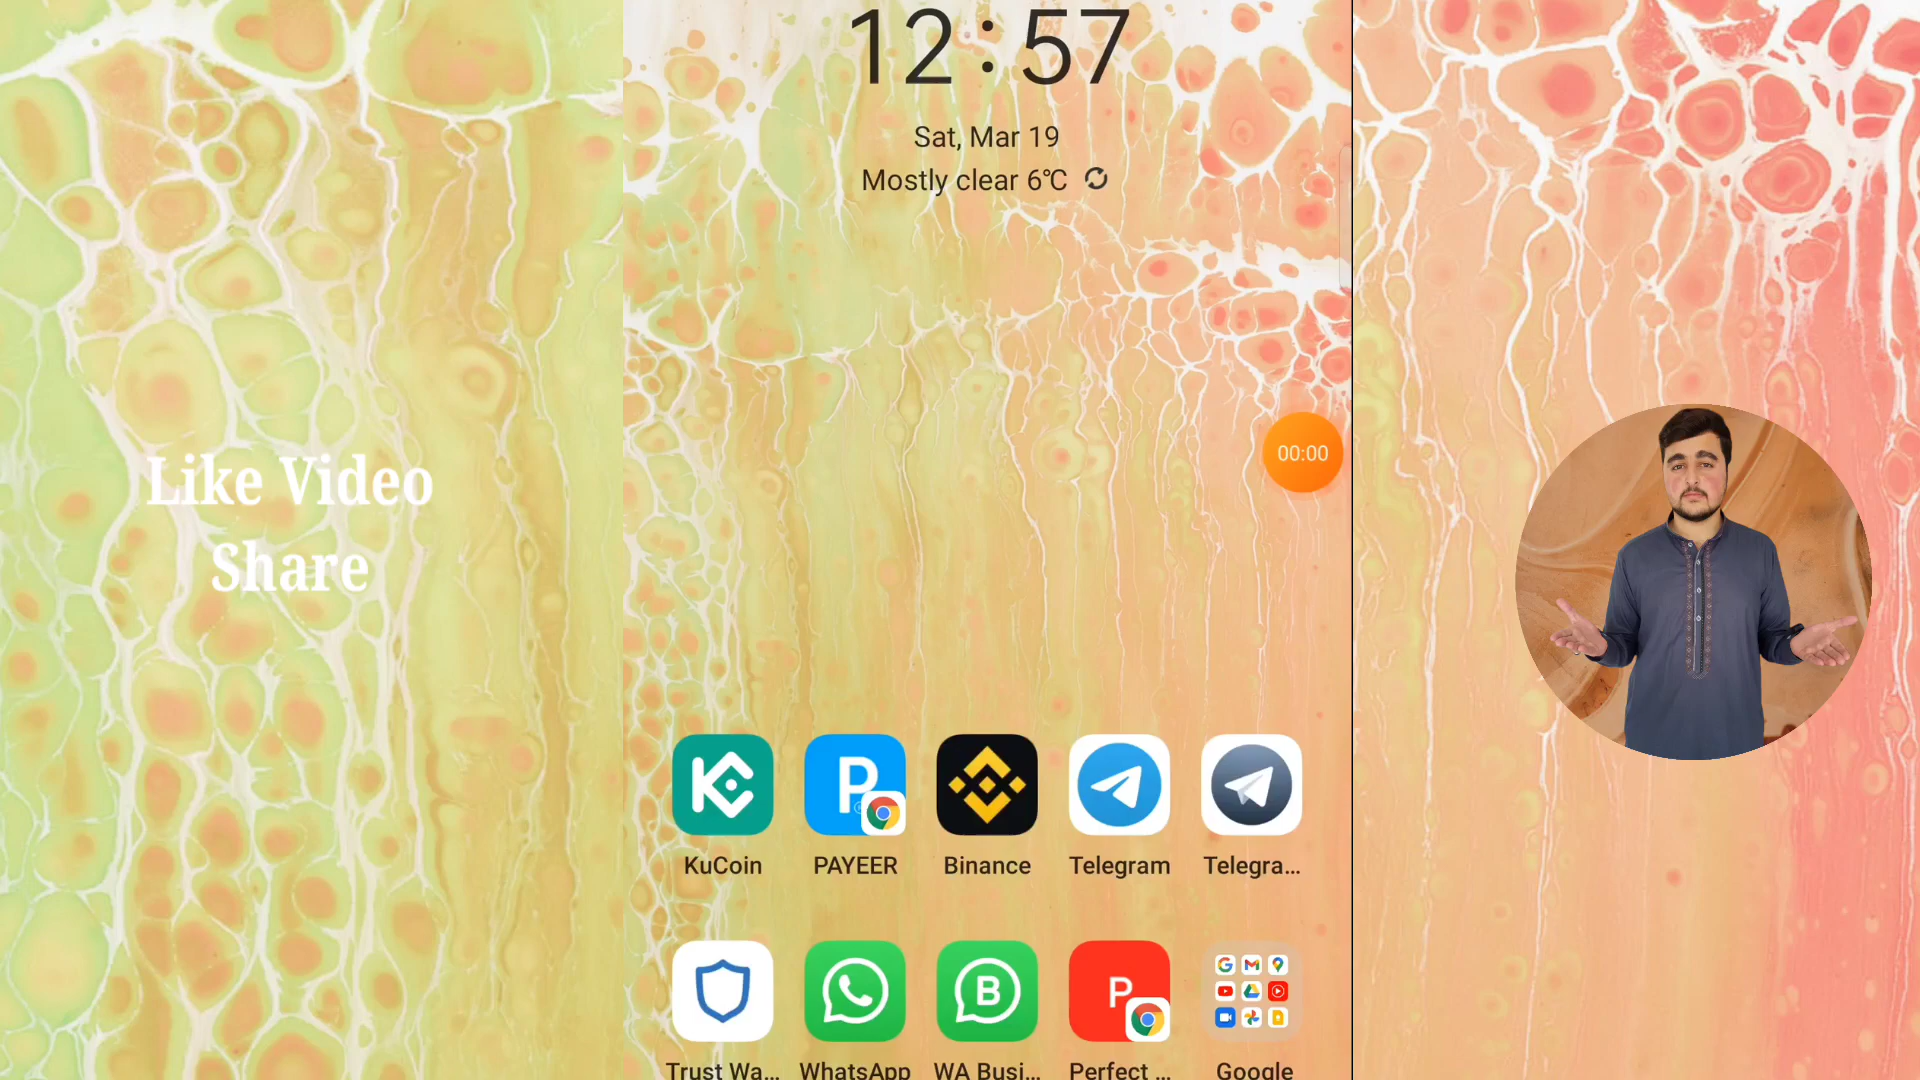 12:57
Sat, Mar 19
Mostly clear 6°C
Like Video
Share
00:00
KuCoin
PAYEER
Binance
Telegram
Telegra...
Trust Wa...
WhatsApp
WA Busi...
Perfect ...
Google